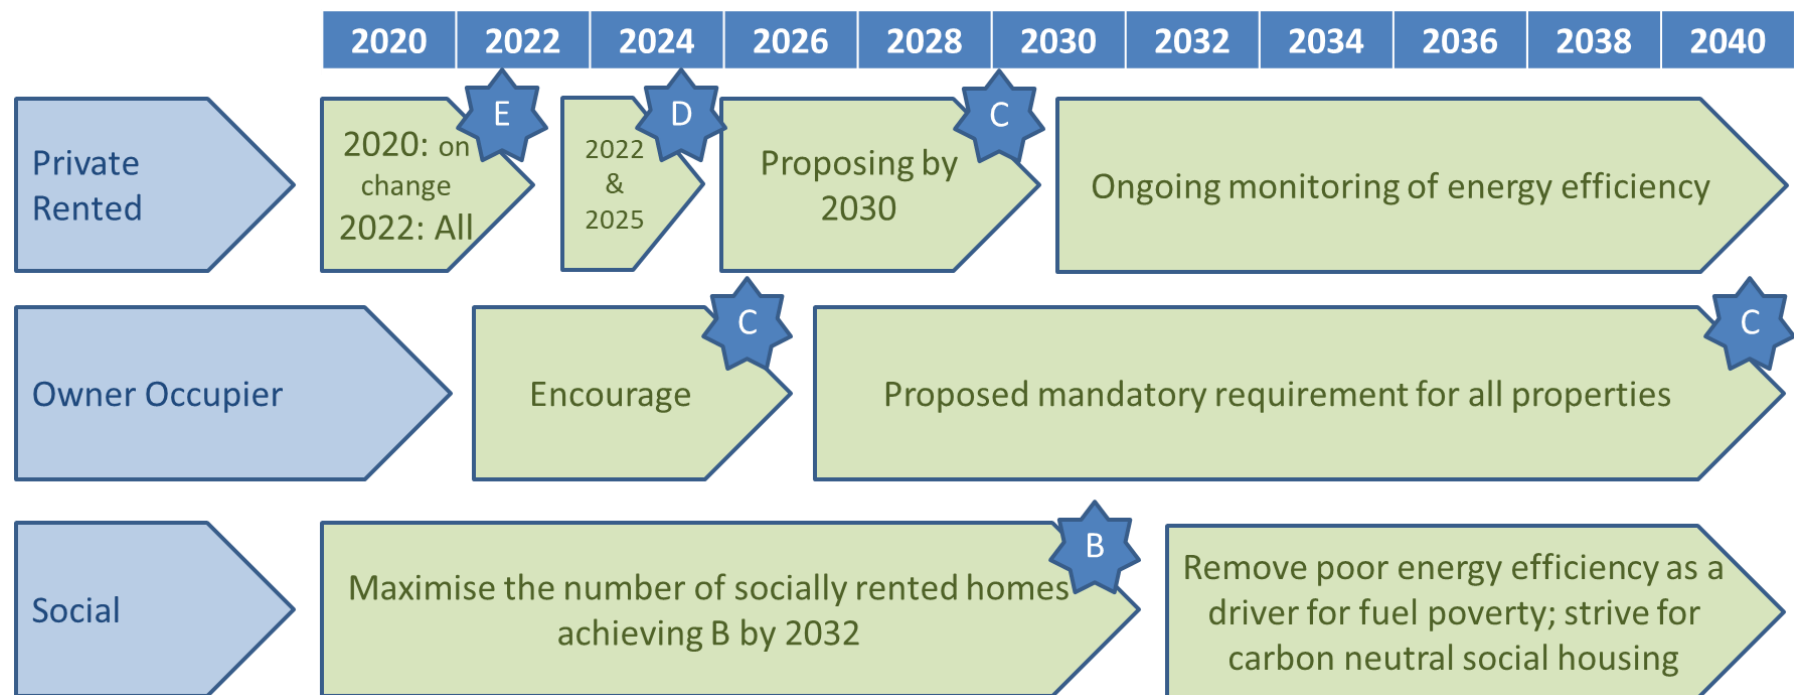 2020 2022 2024 2026 2028 2030 2032 2034 2036 2038 2040
Private
Rented
2020: on
change
2022: All
E
2022
&
2025
D
Proposing by
2030
C
Ongoing monitoring of energy efficiency
Owner Occupier
Encourage
C
Proposed mandatory requirement for all properties
C
Social
Maximise the number of socially rented homes
achieving B by 2032
B
Remove poor energy efficiency as a
driver for fuel poverty; strive for
carbon neutral social housing